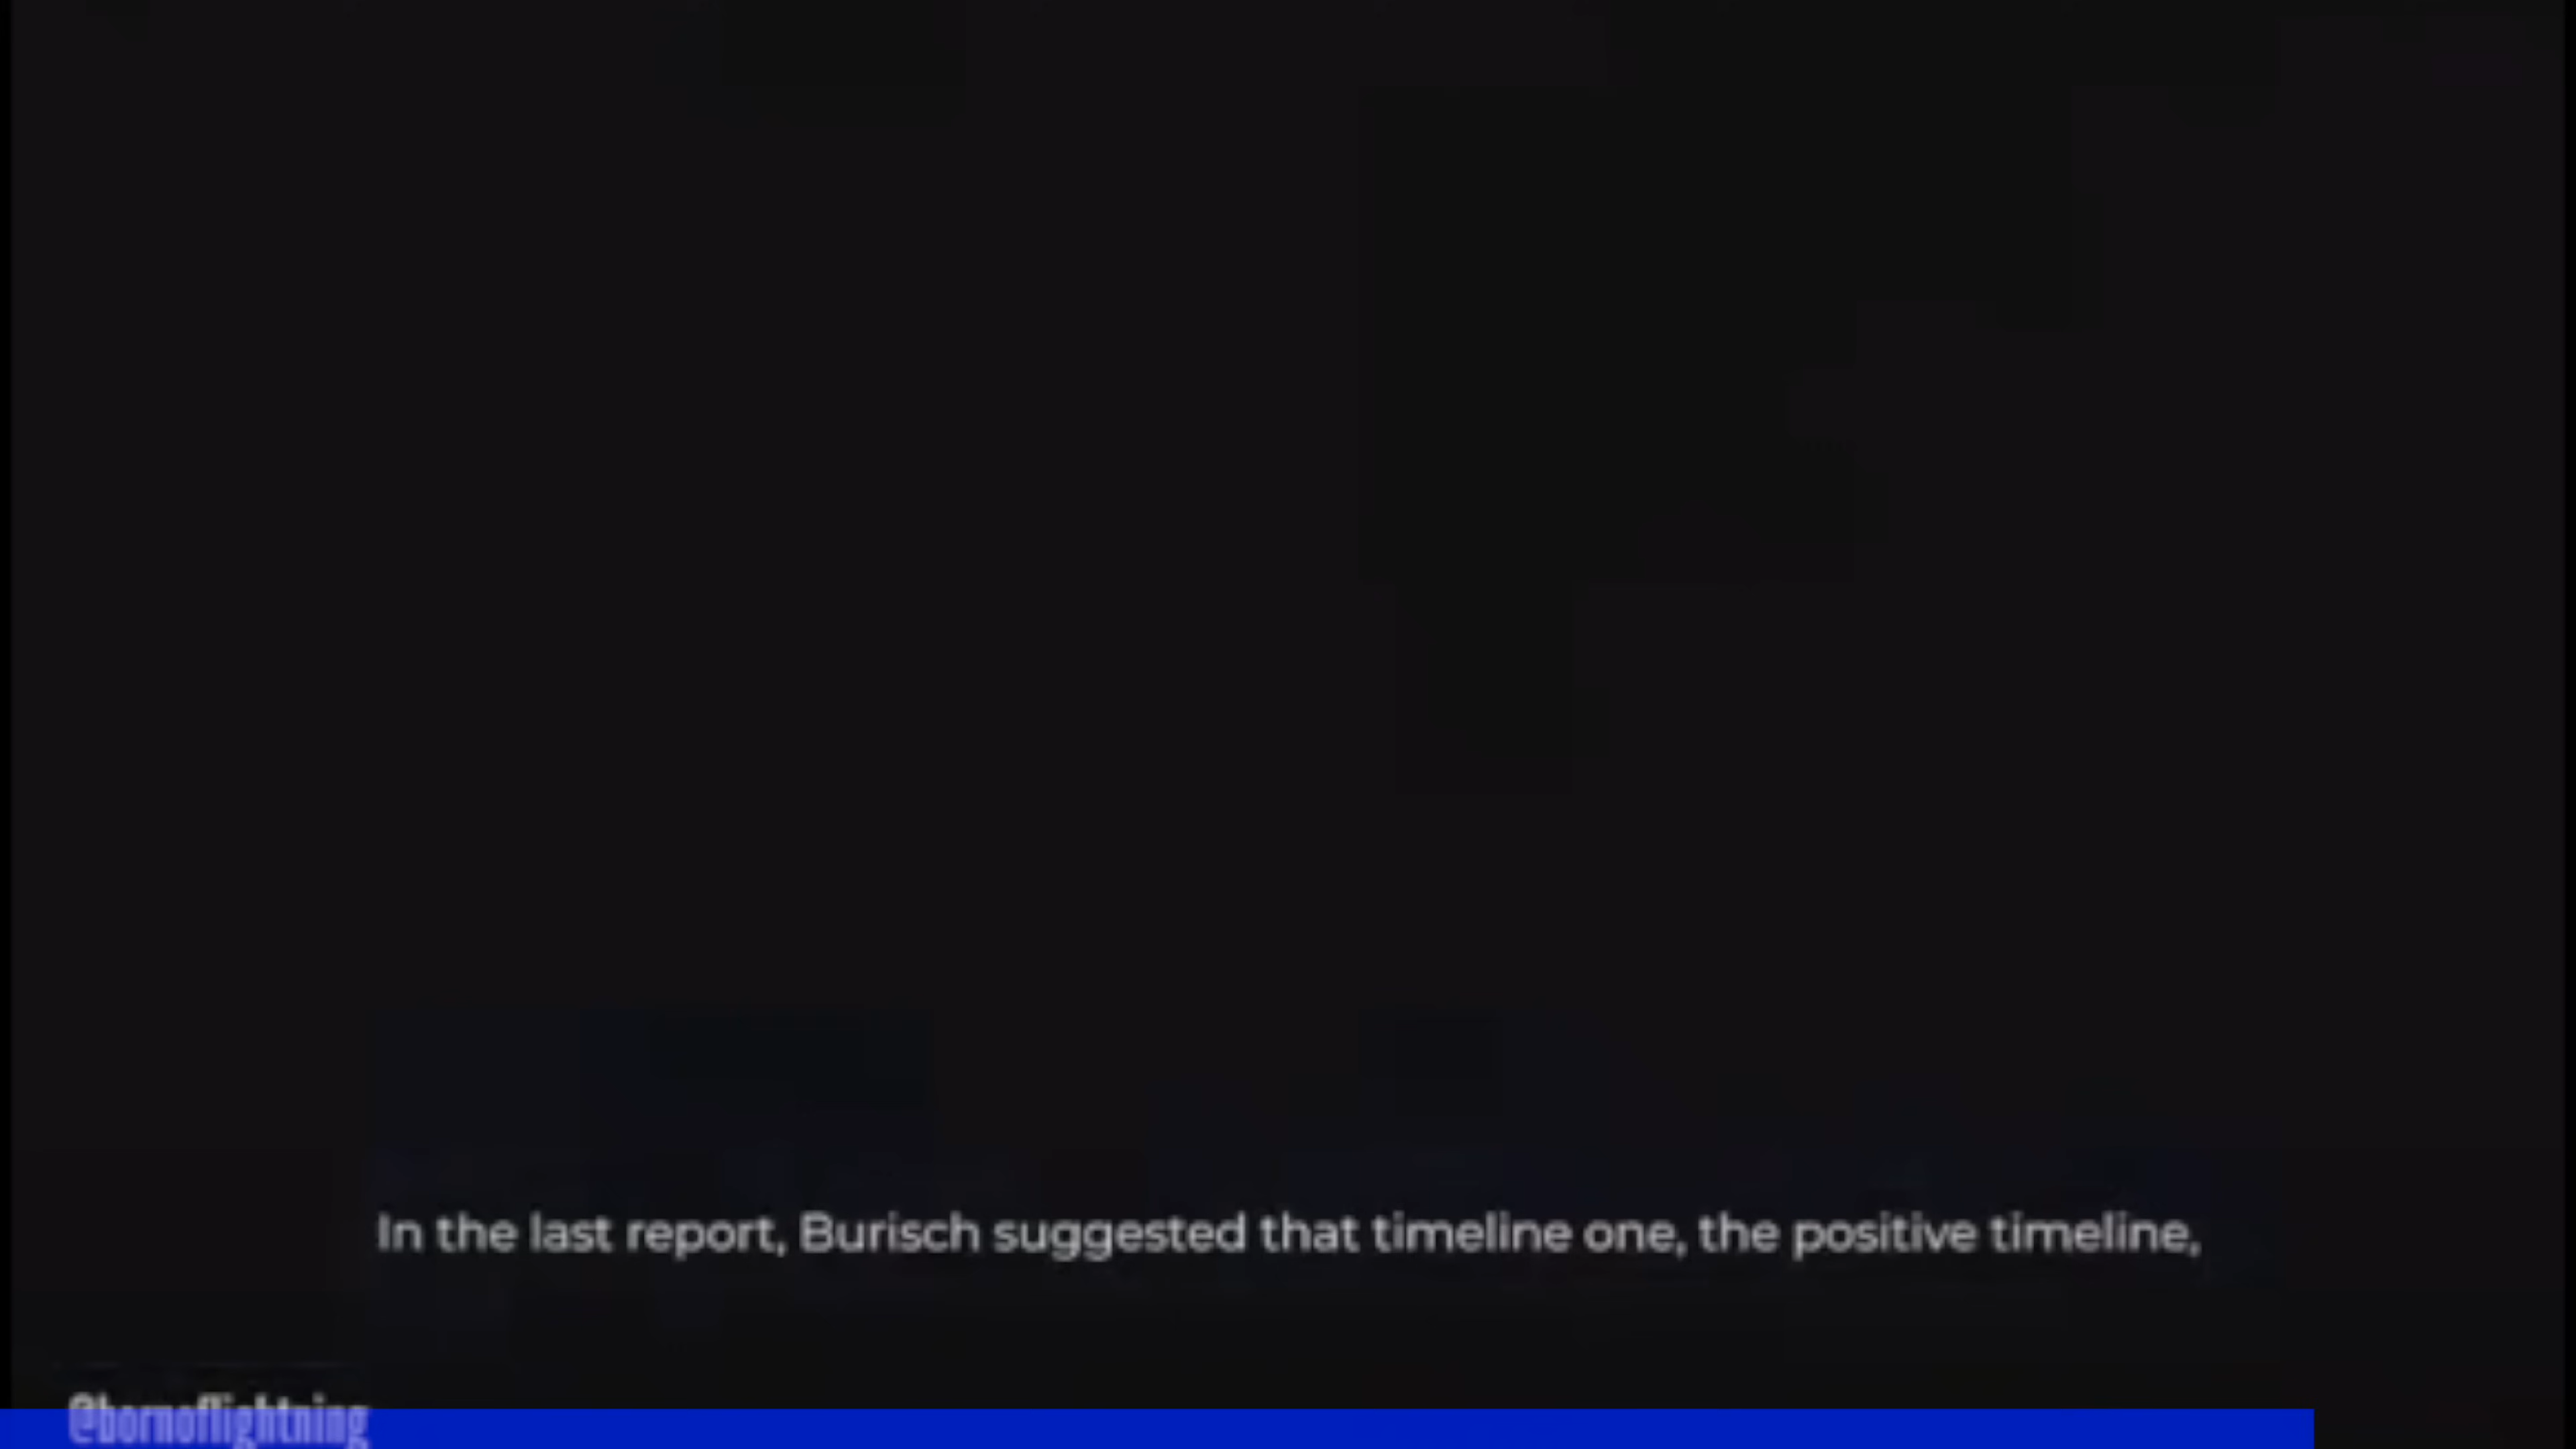 In the last report, Burisch suggested that timeline one, the positive timeline,
@bornoflightning